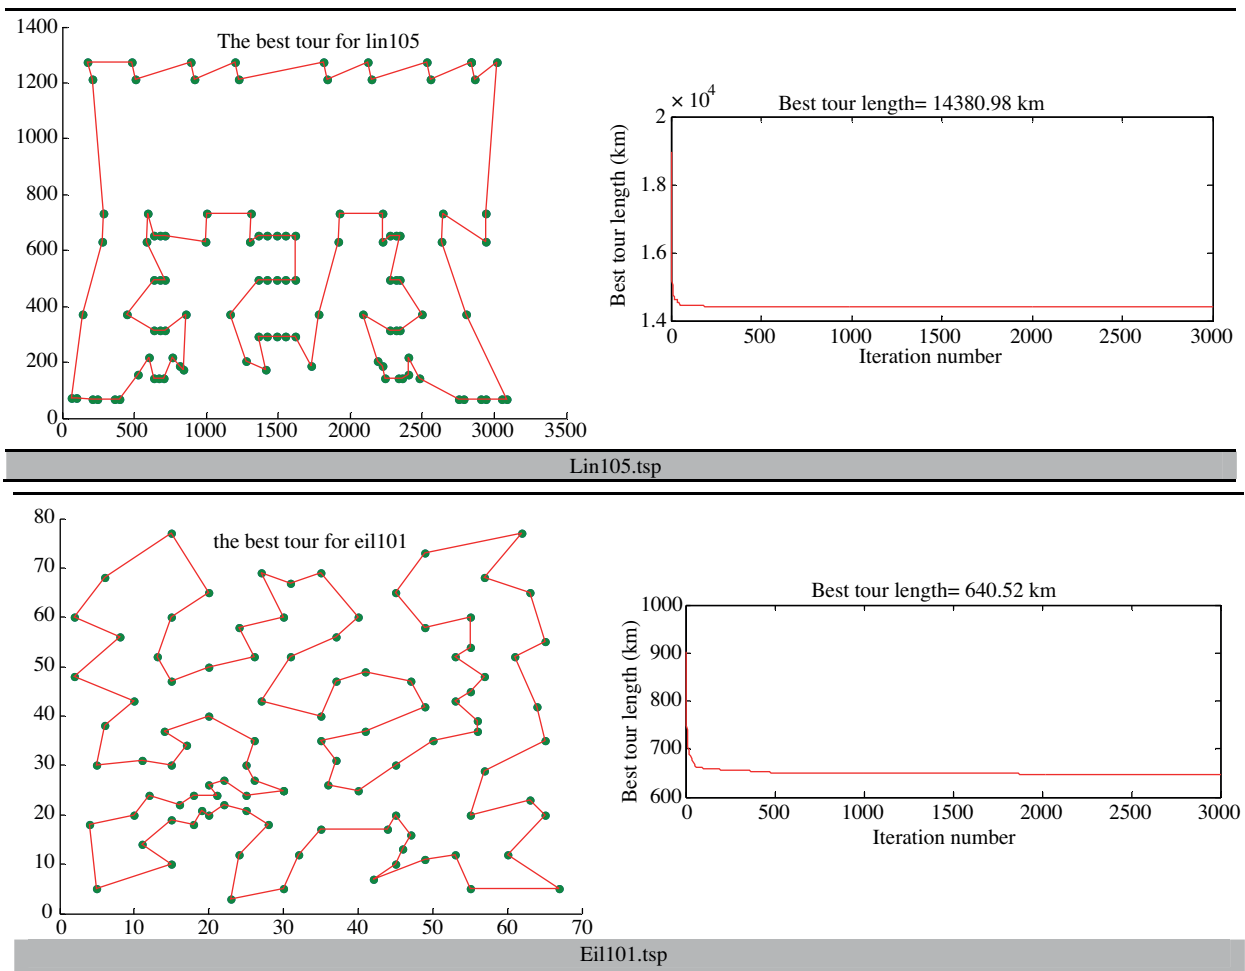 The best tour for lin105
1400
1200
1000
800
600
400
200
0
0 500 1000 1500 2000 2500 3000 3500
× 10^4
Best tour length= 14380.98 km
Best tour length (km)
2
1.8
1.6
1.4
0 500 1000 1500 2000 2500 3000
Iteration number
Lin105.tsp
the best tour for eil101
80
70
60
50
40
30
20
10
0
0 10 20 30 40 50 60 70
Best tour length= 640.52 km
Best tour length (km)
1000
900
800
700
600
0 500 1000 1500 2000 2500 3000
Iteration number
Eil101.tsp